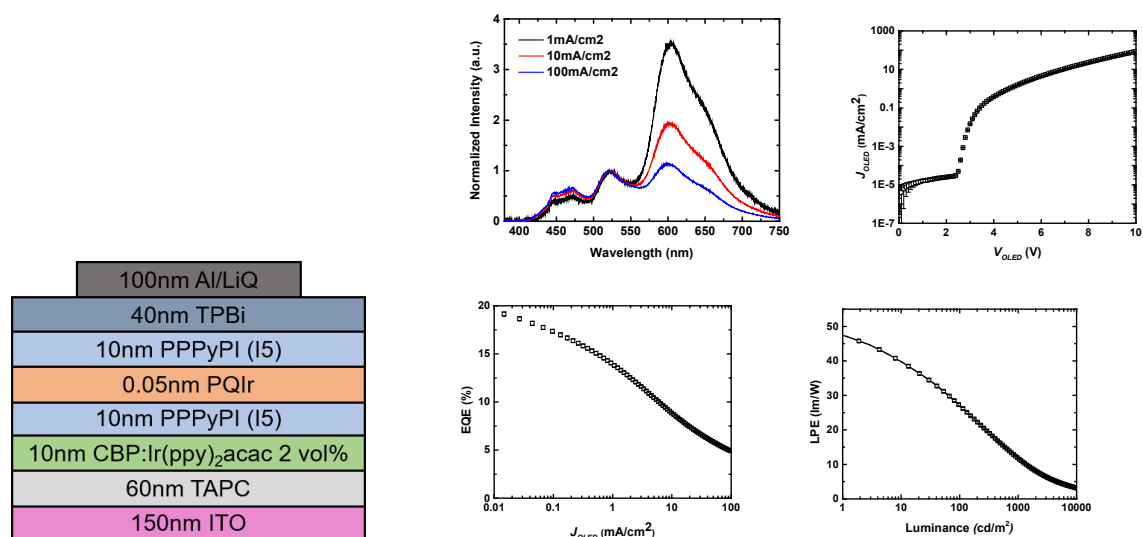 100nm Al/LiQ
40nm TPBi
10nm PPPyPI (I5)
0.05nm PQIr
10nm PPPyPI (I5)
10nm CBP:Ir(ppy)₂acac 2 vol%
60nm TAPC
150nm ITO
4
3
2
1
0
Normalized Intensity (a.u.)
1mA/cm2
10mA/cm2
100mA/cm2
400 450 500 550 600 650 700 750
Wavelength (nm)
1000
10
0.1
1E-3
1E-5
1E-7
J_OLED (mA/cm²)
0 2 4 6 8 10
V_OLED (V)
20
15
10
5
0
EQE (%)
0.01 0.1 1 10 100
J_OLED (mA/cm²)
50
40
30
20
10
0
LPE (lm/W)
1 10 100 1000 10000
Luminance (cd/m²)